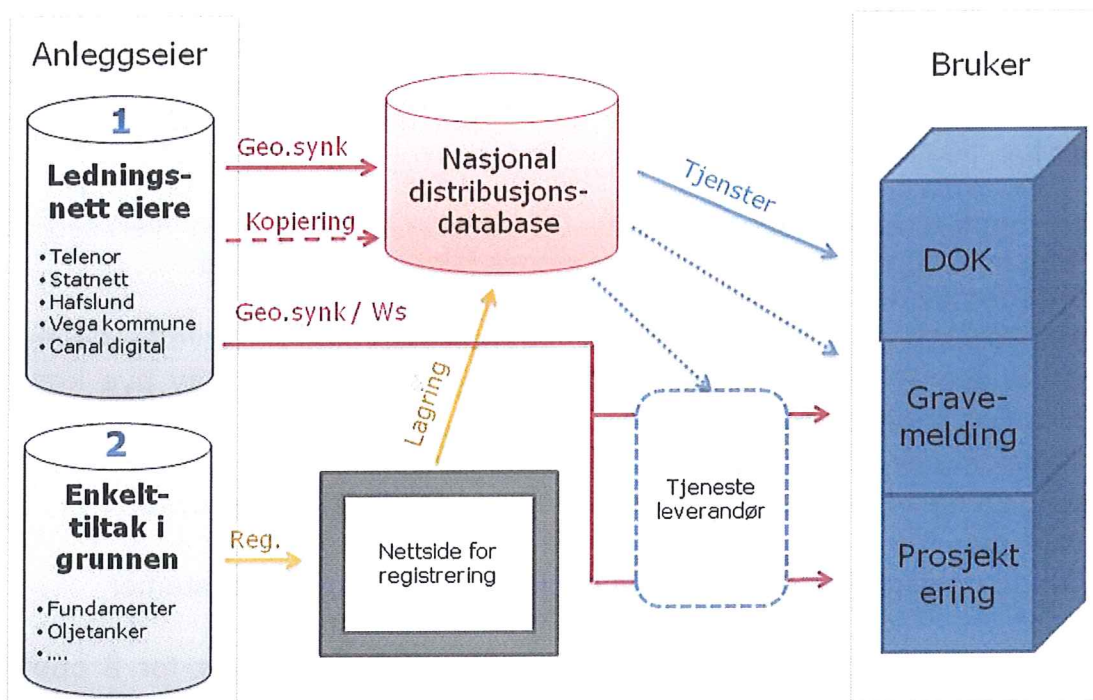 Anleggseier
1
Lednings-
nett eiere
• Telenor
• Statnett
• Hafslund
• Vega kommune
• Canal digital
2
Enkelt-
tiltak i
grunnen
• Fundamenter
• Oljetanker
• ....
Geo.synk
Kopiering
Geo.synk / Ws
Reg.
Lagring
Nasjonal
distribusjons-
database
Nettside for
registrering
Tjenster
Tjeneste
leverandør
Bruker
DOK
Grave-
melding
Prosjekt
ering